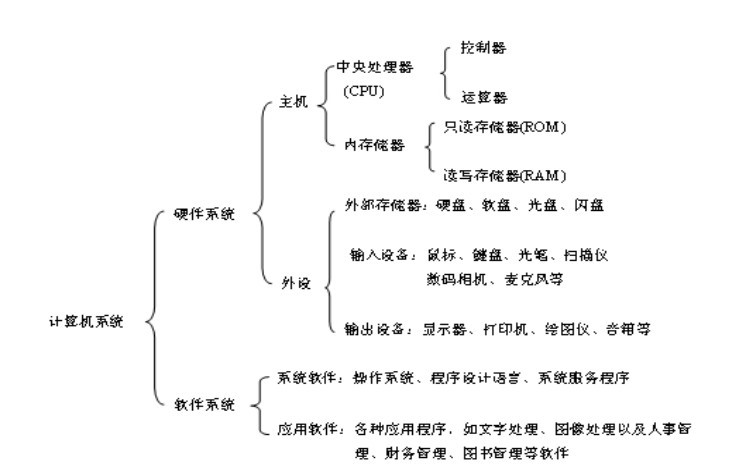 控制器
中央处理器
(CPU)
运算器
主机
只读存储器(ROM)
内存储器
读写存储器(RAM)
外部存储器：硬盘、软盘、光盘、闪盘
硬件系统
输入设备：鼠标、键盘、光笔、扫描仪
数码相机、麦克风等
外设
计算机系统
输出设备：显示器、打印机、绘图仪、音箱等
系统软件：操作系统、程序设计语言、系统服务程序
软件系统
应用软件：各种应用程序，如文字处理、图像处理以及人事管
理、财务管理、图书管理等软件